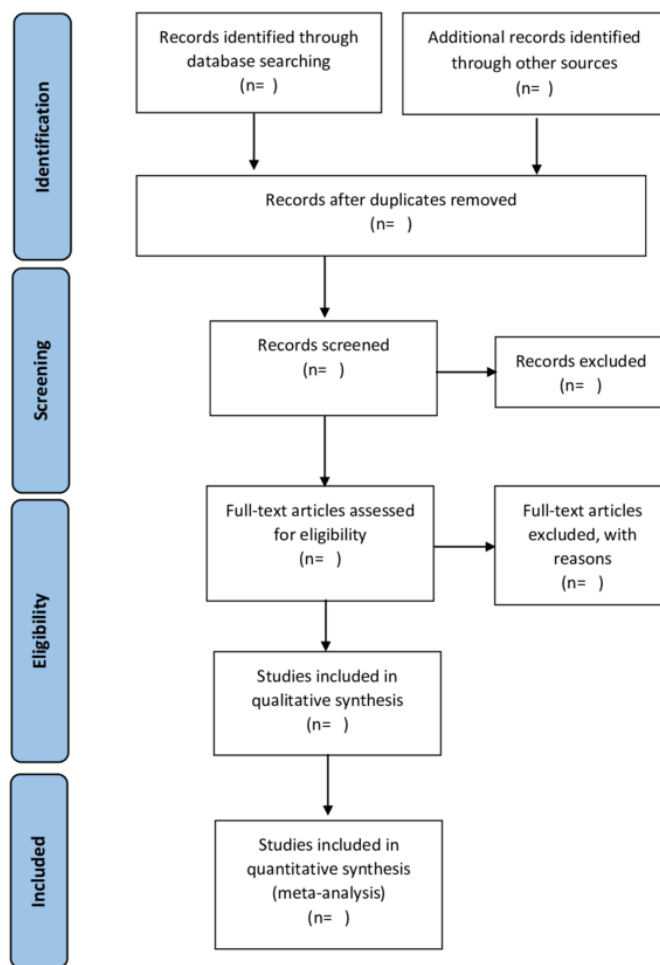 Identification
Records identified through
database searching
(n=  )
Additional records identified
through other sources
(n=  )
Records after duplicates removed
(n=  )
Screening
Records screened
(n=  )
Records excluded
(n=  )
Eligibility
Full-text articles assessed
for eligibility
(n=  )
Full-text articles
excluded, with
reasons
(n=  )
Studies included in
qualitative synthesis
(n=  )
Included
Studies included in
quantitative synthesis
(meta-analysis)
(n=  )